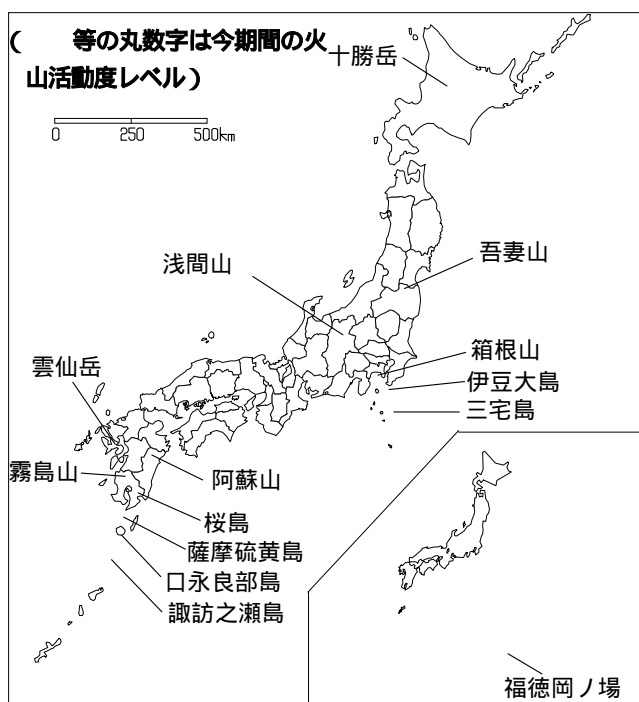 (　　等の丸数字は今期間の火
山活動度レベル)
十勝岳
0 250 500km
浅間山
吾妻山
箱根山
雲仙岳
伊豆大島
三宅島
霧島山
阿蘇山
桜島
薩摩硫黄島
口永良部島
諏訪之瀬島
福徳岡ノ場